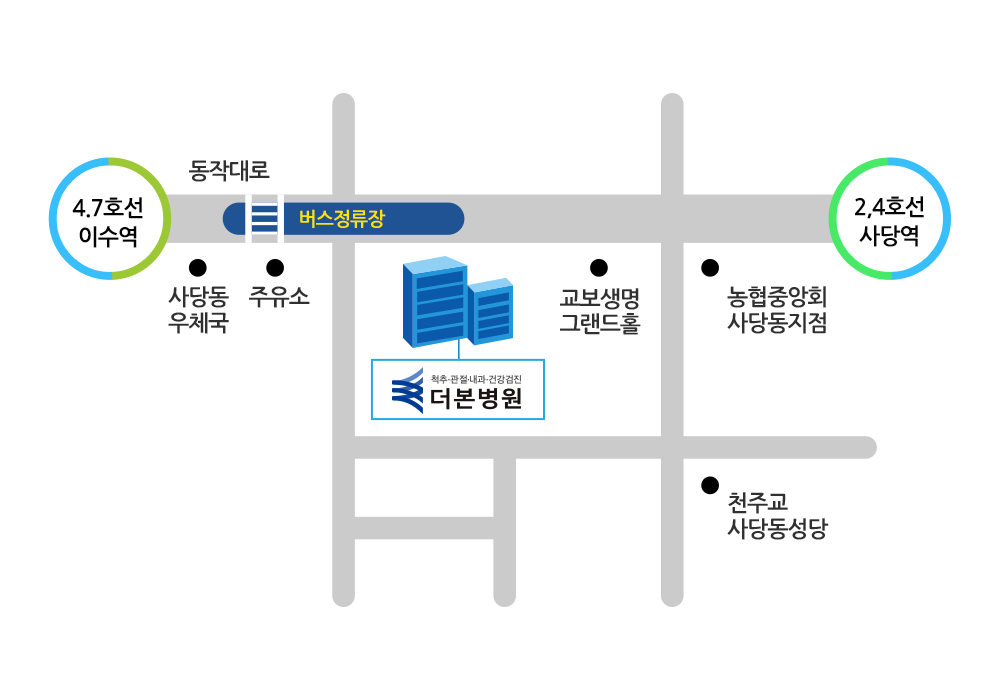 동작대로
4.7호선
이수역
버스정류장
2,4호선
사당역
사당동
우체국
주유소
교보생명
그랜드홀
농협중앙회
사당동지점
척추·관절·내과·건강검진
더본병원
천주교
사당동성당